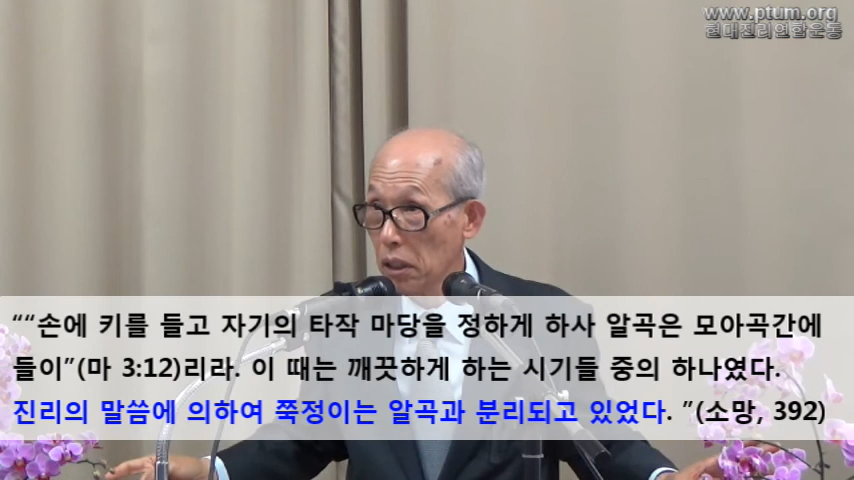 www.ptum.org
현대진리연합운동
““손에 키를 들고 자기의 타작 마당을 정하게 하사 알곡은 모아곡간에
들이”(마 3:12)리라. 이 때는 깨끗하게 하는 시기들 중의 하나였다.
진리의 말씀에 의하여 쭉정이는 알곡과 분리되고 있었다. ”(소망, 392)